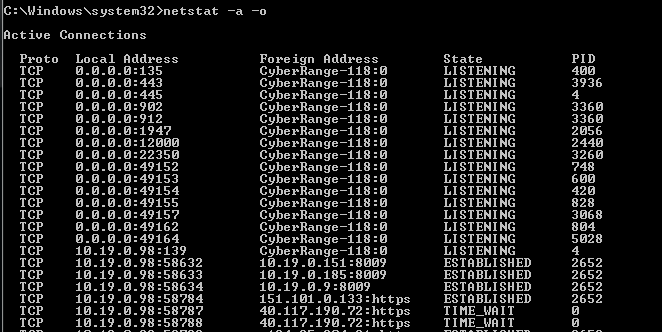 C:\Windows\system32>netstat -a -o
Active Connections
Proto Local Address Foreign Address State PID
TCP 0.0.0.0:135 CyberRange-118:0 LISTENING 400
TCP 0.0.0.0:443 CyberRange-118:0 LISTENING 3936
TCP 0.0.0.0:445 CyberRange-118:0 LISTENING 4
TCP 0.0.0.0:902 CyberRange-118:0 LISTENING 3360
TCP 0.0.0.0:912 CyberRange-118:0 LISTENING 3360
TCP 0.0.0.0:1947 CyberRange-118:0 LISTENING 2056
TCP 0.0.0.0:12000 CyberRange-118:0 LISTENING 2440
TCP 0.0.0.0:22350 CyberRange-118:0 LISTENING 3260
TCP 0.0.0.0:49152 CyberRange-118:0 LISTENING 748
TCP 0.0.0.0:49153 CyberRange-118:0 LISTENING 600
TCP 0.0.0.0:49154 CyberRange-118:0 LISTENING 420
TCP 0.0.0.0:49155 CyberRange-118:0 LISTENING 828
TCP 0.0.0.0:49157 CyberRange-118:0 LISTENING 3068
TCP 0.0.0.0:49162 CyberRange-118:0 LISTENING 804
TCP 0.0.0.0:49164 CyberRange-118:0 LISTENING 5028
TCP 10.19.0.98:139 CyberRange-118:0 LISTENING 4
TCP 10.19.0.98:58632 10.19.0.151:8009 ESTABLISHED 2652
TCP 10.19.0.98:58633 10.19.0.185:8009 ESTABLISHED 2652
TCP 10.19.0.98:58634 10.19.0.9:8009 ESTABLISHED 2652
TCP 10.19.0.98:58784 151.101.0.133:https ESTABLISHED 2652
TCP 10.19.0.98:58787 40.117.190.72:https TIME_WAIT 0
TCP 10.19.0.98:58788 40.117.190.72:https TIME_WAIT 0